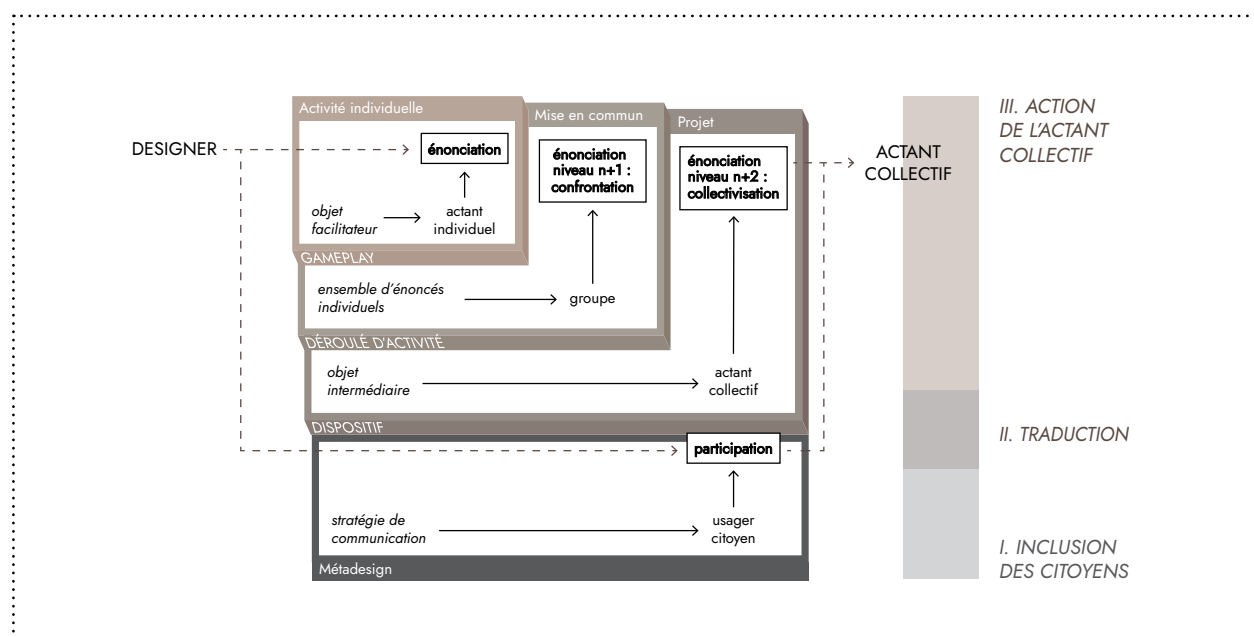 Activité individuelle
Mise en commun
Projet
DESIGNER
énonciation
énonciation
niveau n+1 :
confrontation
énonciation
niveau n+2 :
collectivisation
ACTANT
COLLECTIF
objet
facilitateur
actant
individuel
GAMEPLAY
ensemble d'énoncés
individuels
groupe
DÉROULÉ D'ACTIVITÉ
objet
intermédiaire
actant
collectif
DISPOSITIF
participation
stratégie de
communication
usager
citoyen
Métadesign
III. ACTION
DE L'ACTANT
COLLECTIF
II. TRADUCTION
I. INCLUSION
DES CITOYENS